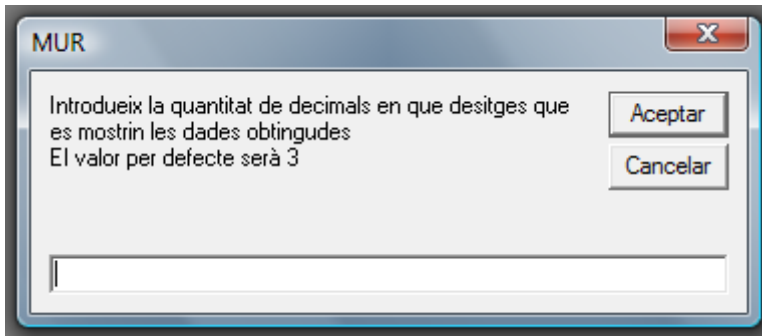 MUR
Introdueix la quantitat de decimals en que desitges que
es mostrin les dades obtingudes
El valor per defecte serà 3
Aceptar
Cancelar